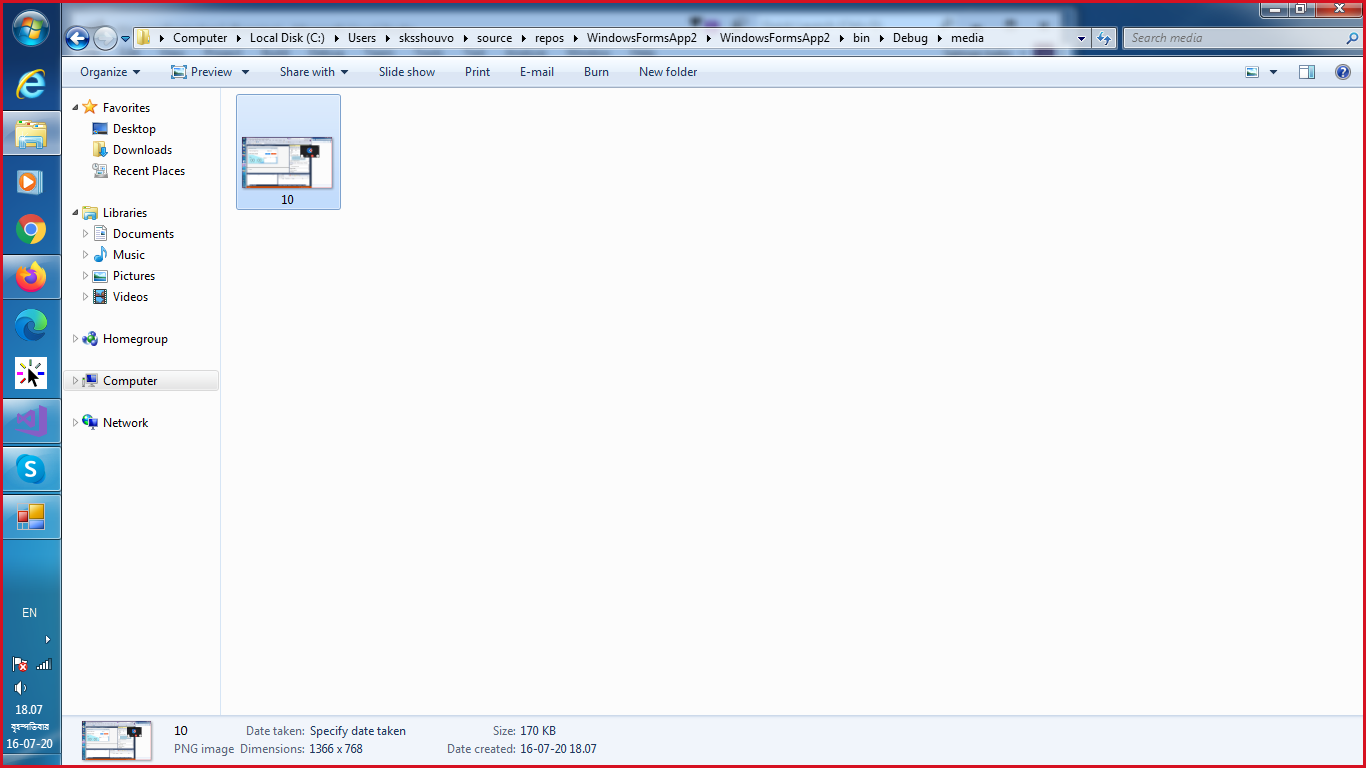 Computer Local Disk (C:) Users sksshouvo source repos WindowsFormsApp2 WindowsFormsApp2 bin Debug media Search media
Organize Preview Share with Slide show Print E-mail Burn New folder
Favorites
Desktop
Downloads
Recent Places
Libraries
Documents
Music
Pictures
Videos
Homegroup
Computer
Network
10
EN
18.07
বৃহস্পতিবার
16-07-20
10 Date taken: Specify date taken Size: 170 KB
PNG image Dimensions: 1366 x 768 Date created: 16-07-20 18.07